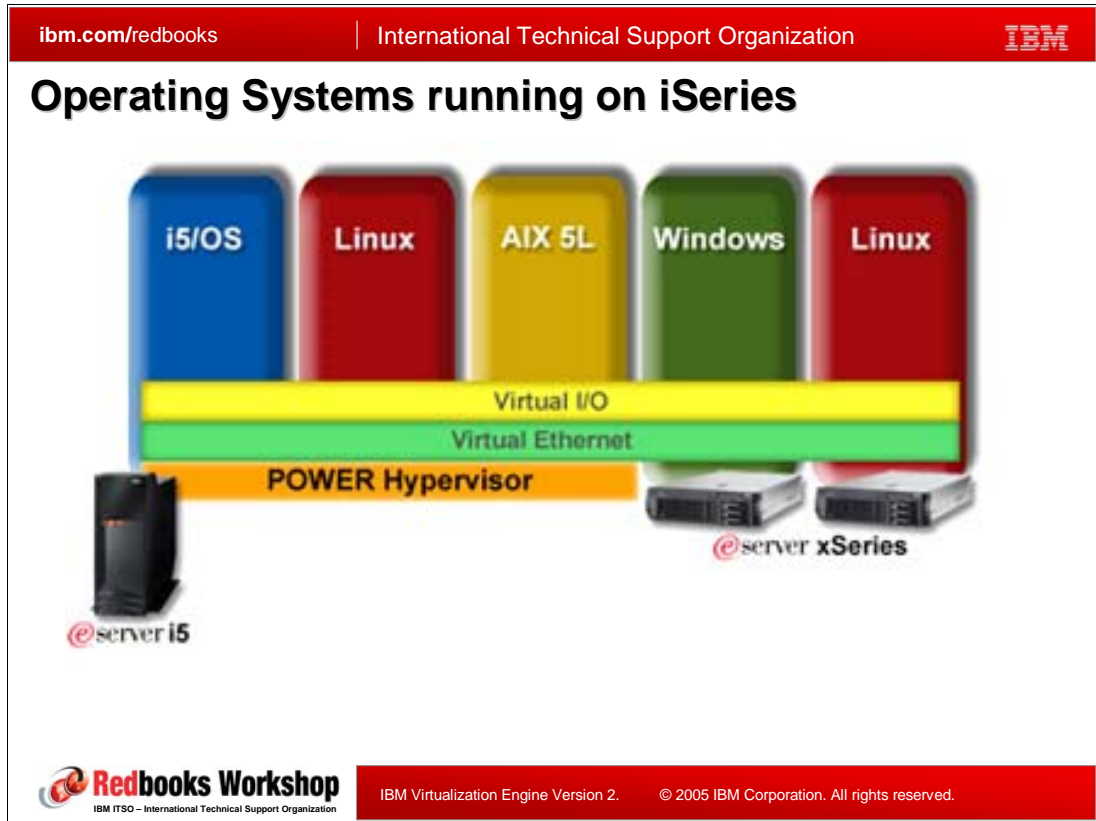 ibm.com/redbooks
International Technical Support Organization
IBM
Operating Systems running on iSeries
i5/OS
Linux
AIX 5L
Windows
Linux
Virtual I/O
Virtual Ethernet
POWER Hypervisor
eserver xSeries
eserver i5
Redbooks Workshop
IBM ITSO – International Technical Support Organization
IBM Virtualization Engine Version 2.
© 2005 IBM Corporation. All rights reserved.